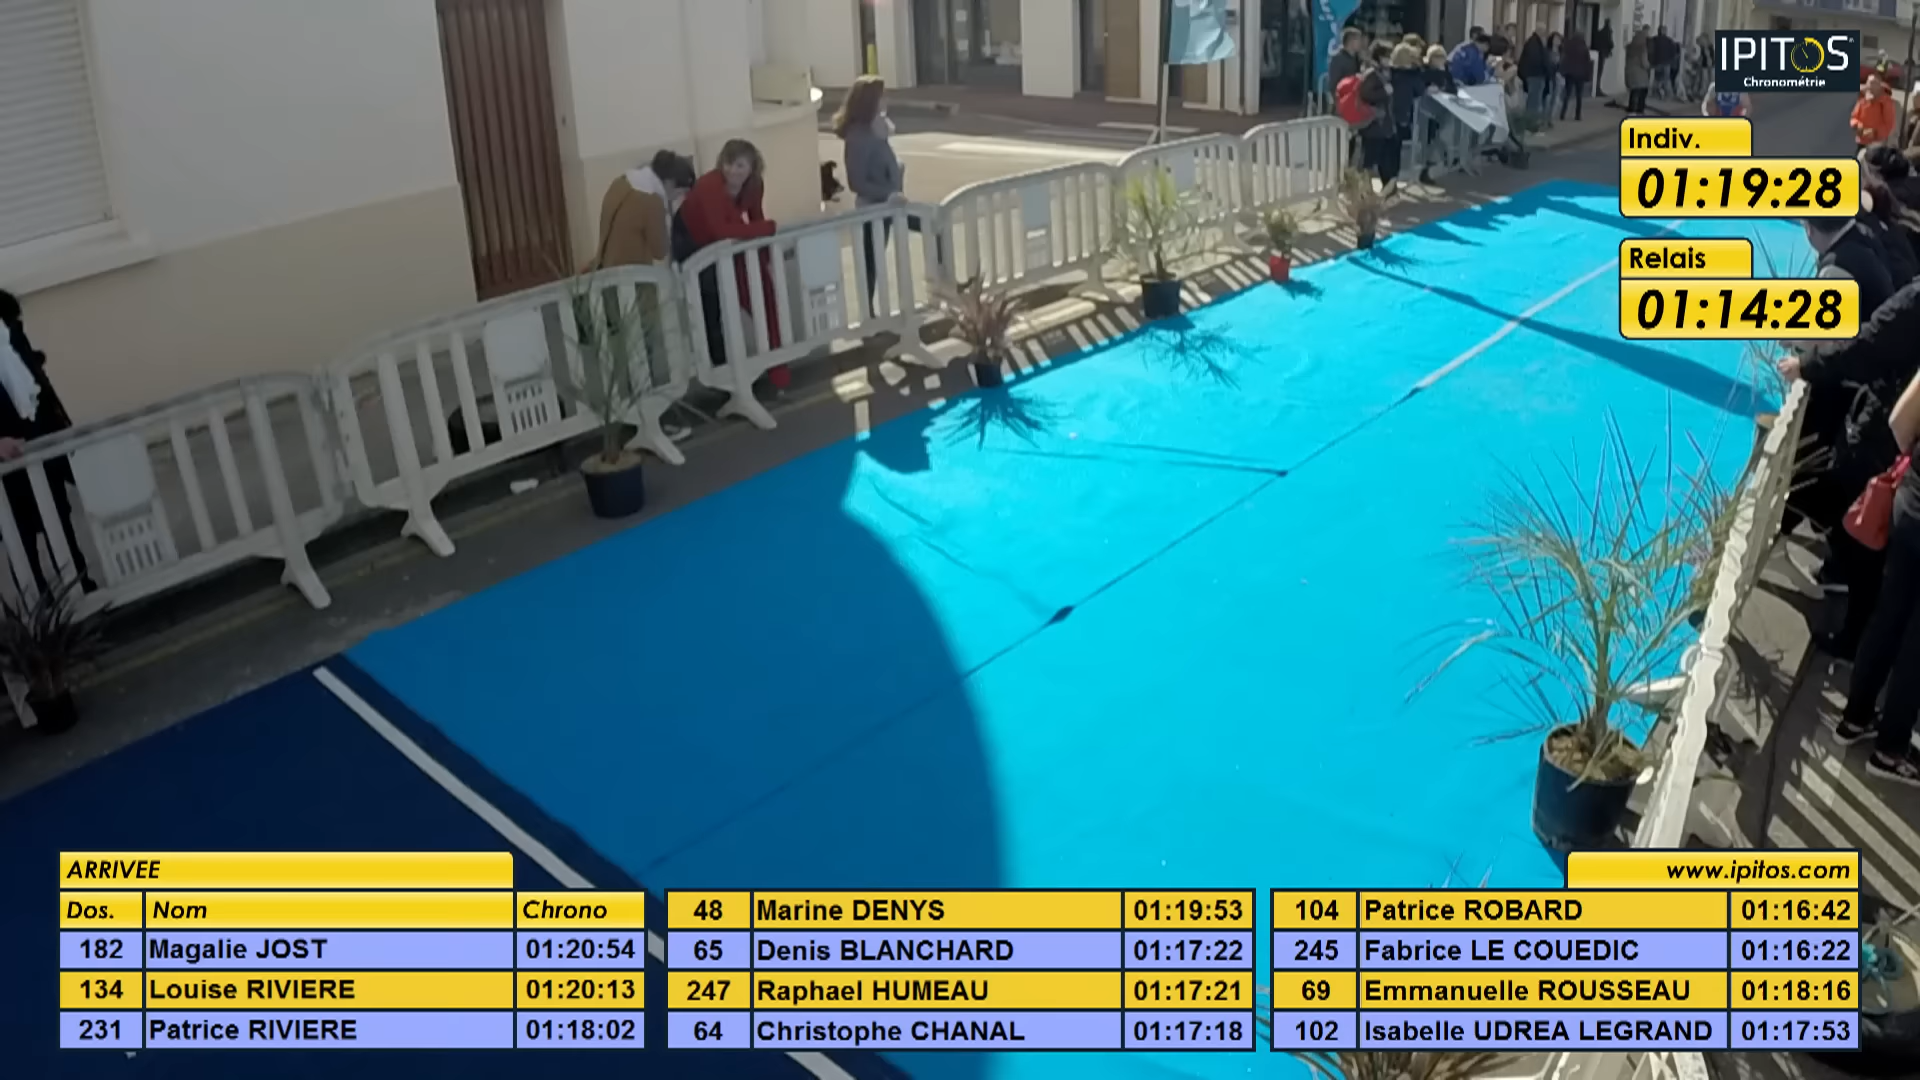 IPITOS
Chronométrie
Indiv.
01:19:28
Relais
01:14:28
ARRIVEE
www.ipitos.com
Dos. Nom Chrono
182 Magalie JOST 01:20:54
134 Louise RIVIERE 01:20:13
231 Patrice RIVIERE 01:18:02
48 Marine DENYS 01:19:53
65 Denis BLANCHARD 01:17:22
247 Raphael HUMEAU 01:17:21
64 Christophe CHANAL 01:17:18
104 Patrice ROBARD 01:16:42
245 Fabrice LE COUEDIC 01:16:22
69 Emmanuelle ROUSSEAU 01:18:16
102 Isabelle UDREA LEGRAND 01:17:53